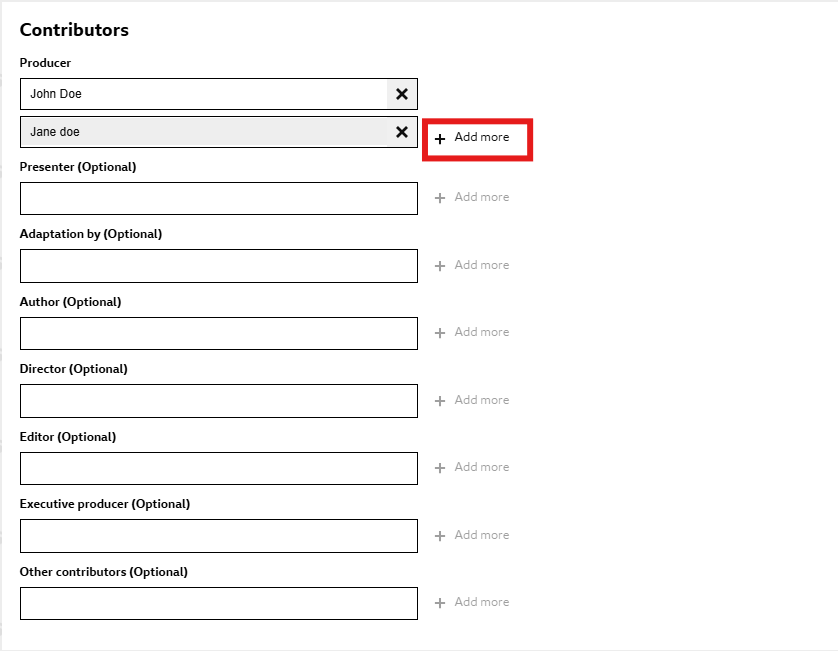 Contributors
Producer
John Doe
Jane doe
Add more
Presenter (Optional)
Add more
Adaptation by (Optional)
Add more
Author (Optional)
Add more
Director (Optional)
Add more
Editor (Optional)
Add more
Executive producer (Optional)
Add more
Other contributors (Optional)
Add more